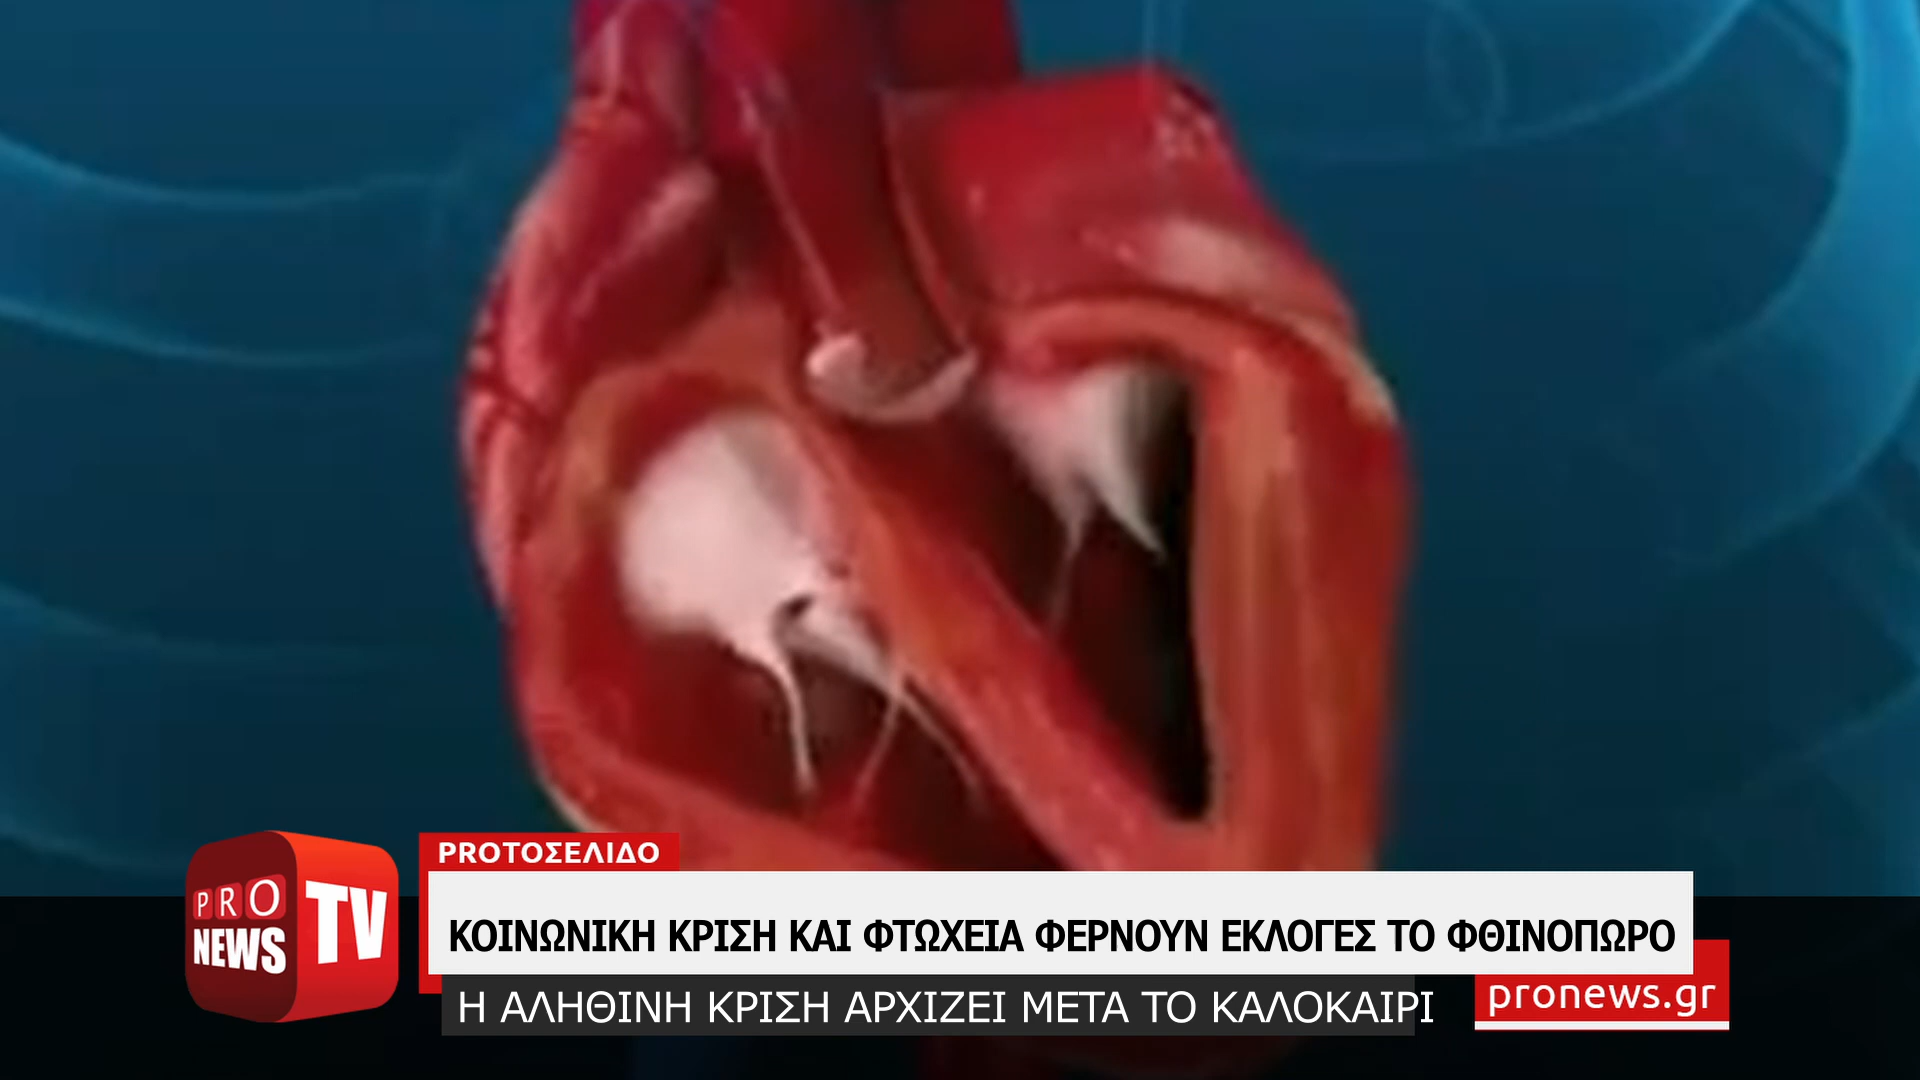 PROTOΣΕΛΙΔΟ
PRO
NEWS
TV
ΚΟΙΝΩΝΙΚΗ ΚΡΙΣΗ ΚΑΙ ΦΤΩΧΕΙΑ ΦΕΡΝΟΥΝ ΕΚΛΟΓΕΣ ΤΟ ΦΘΙΝΟΠΩΡΟ
Η ΑΛΗΘΙΝΗ ΚΡΙΣΗ ΑΡΧΙΖΕΙ ΜΕΤΑ ΤΟ ΚΑΛΟΚΑΙΡΙ
pronews.gr